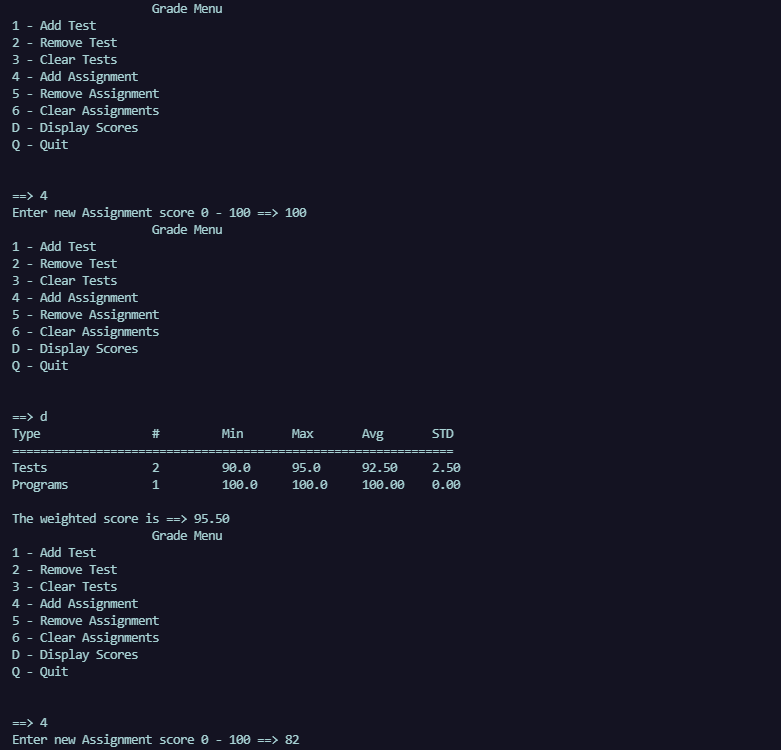 Grade Menu
1 - Add Test
2 - Remove Test
3 - Clear Tests
4 - Add Assignment
5 - Remove Assignment
6 - Clear Assignments
D - Display Scores
Q - Quit
==> 4
Enter new Assignment score 0 - 100 ==> 100
Grade Menu
1 - Add Test
2 - Remove Test
3 - Clear Tests
4 - Add Assignment
5 - Remove Assignment
6 - Clear Assignments
D - Display Scores
Q - Quit
==> d
Type # Min Max Avg STD
===============================================================
Tests 2 90.0 95.0 92.50 2.50
Programs 1 100.0 100.0 100.00 0.00
The weighted score is ==> 95.50
Grade Menu
1 - Add Test
2 - Remove Test
3 - Clear Tests
4 - Add Assignment
5 - Remove Assignment
6 - Clear Assignments
D - Display Scores
Q - Quit
==> 4
Enter new Assignment score 0 - 100 ==> 82